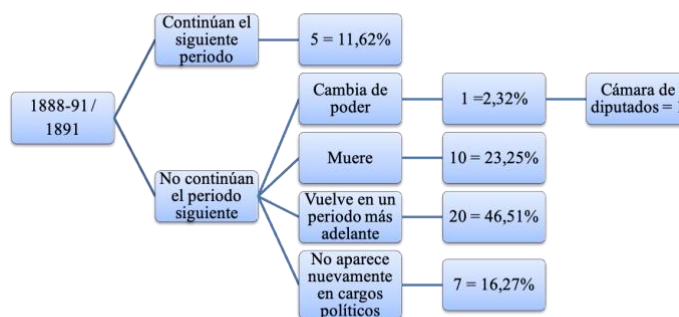 Continúan el
siguiente
periodo
5 = 11,62%
1888-91 /
1891
Cambia de
poder
1 =2,32%
Cámara de
diputados = 1
Muere
10 = 23,25%
No continúan
el periodo
siguiente
Vuelve en un
periodo más
adelante
20 = 46,51%
No aparece
nuevamente
en cargos
políticos
7 = 16,27%